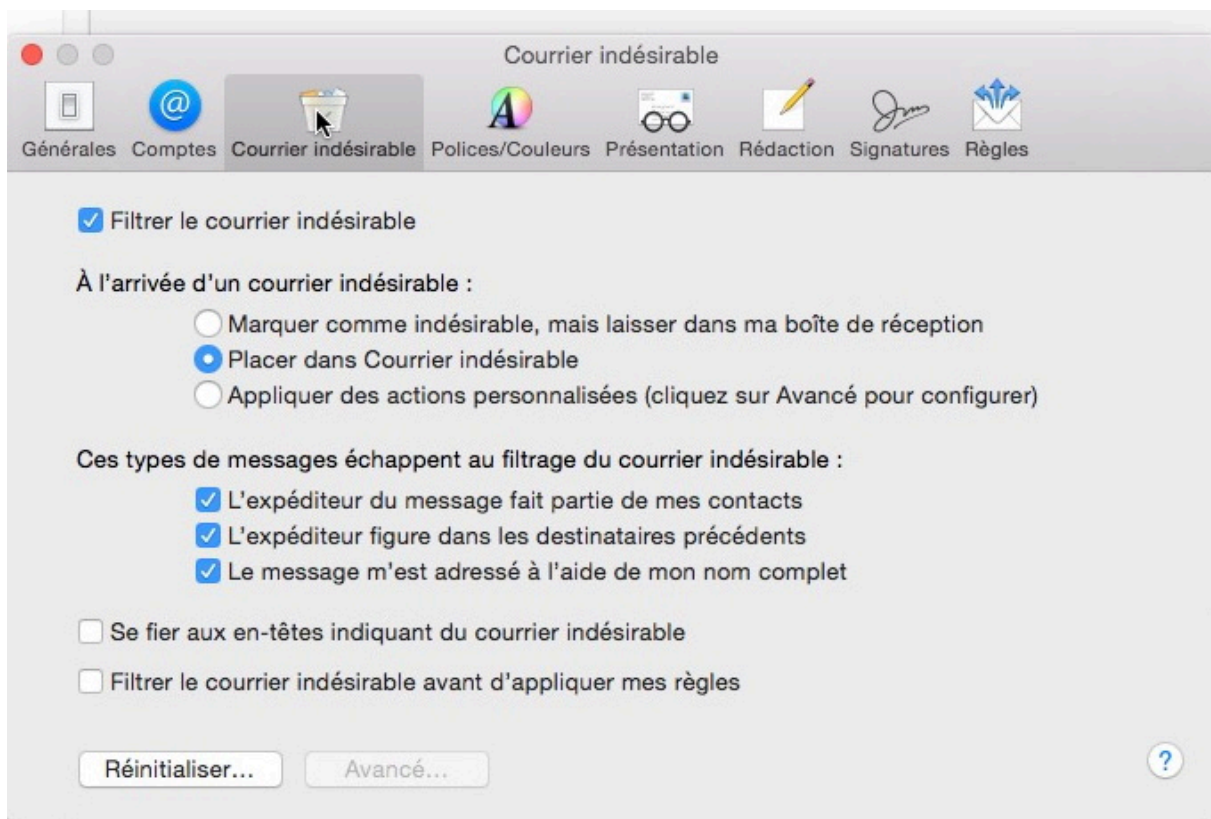 Courrier indésirable
Générales Comptes Courrier indésirable Polices/Couleurs Présentation Rédaction Signatures Règles
Filtrer le courrier indésirable
À l'arrivée d'un courrier indésirable :
Marquer comme indésirable, mais laisser dans ma boîte de réception
Placer dans Courrier indésirable
Appliquer des actions personnalisées (cliquez sur Avancé pour configurer)
Ces types de messages échappent au filtrage du courrier indésirable :
L'expéditeur du message fait partie de mes contacts
L'expéditeur figure dans les destinataires précédents
Le message m'est adressé à l'aide de mon nom complet
Se fier aux en-têtes indiquant du courrier indésirable
Filtrer le courrier indésirable avant d'appliquer mes règles
Réinitialiser... Avancé... ?